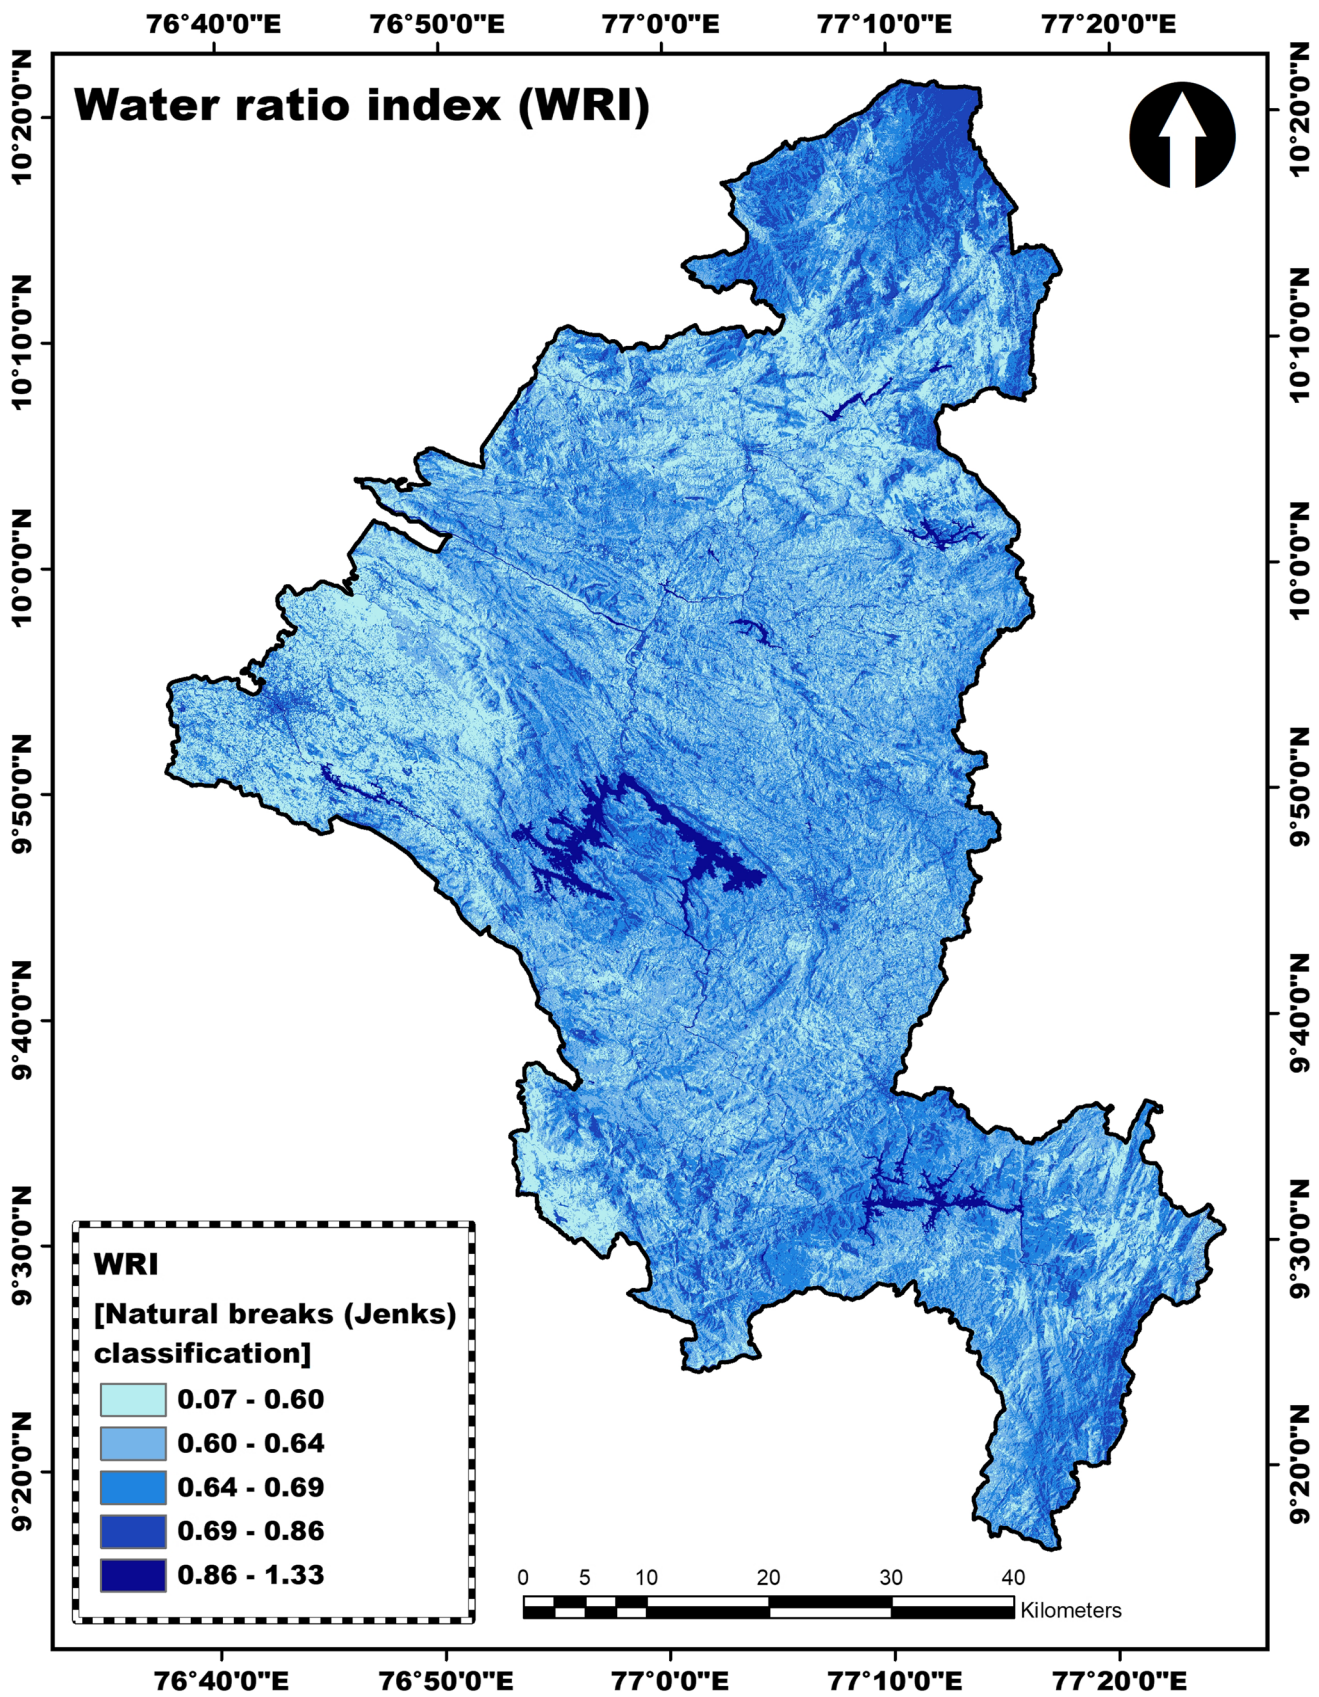 76°40'0"E 76°50'0"E 77°0'0"E 77°10'0"E 77°20'0"E
Water ratio index (WRI)
10°20'0"N 10°20'0"N
10°10'0"N 10°10'0"N
10°0'0"N 10°0'0"N
9°50'0"N 9°50'0"N
9°40'0"N 9°40'0"N
9°30'0"N 9°30'0"N
9°20'0"N 9°20'0"N
WRI
[Natural breaks (Jenks)
classification]
0.07 - 0.60
0.60 - 0.64
0.64 - 0.69
0.69 - 0.86
0.86 - 1.33
0 5 10 20 30 40
Kilometers
76°40'0"E 76°50'0"E 77°0'0"E 77°10'0"E 77°20'0"E